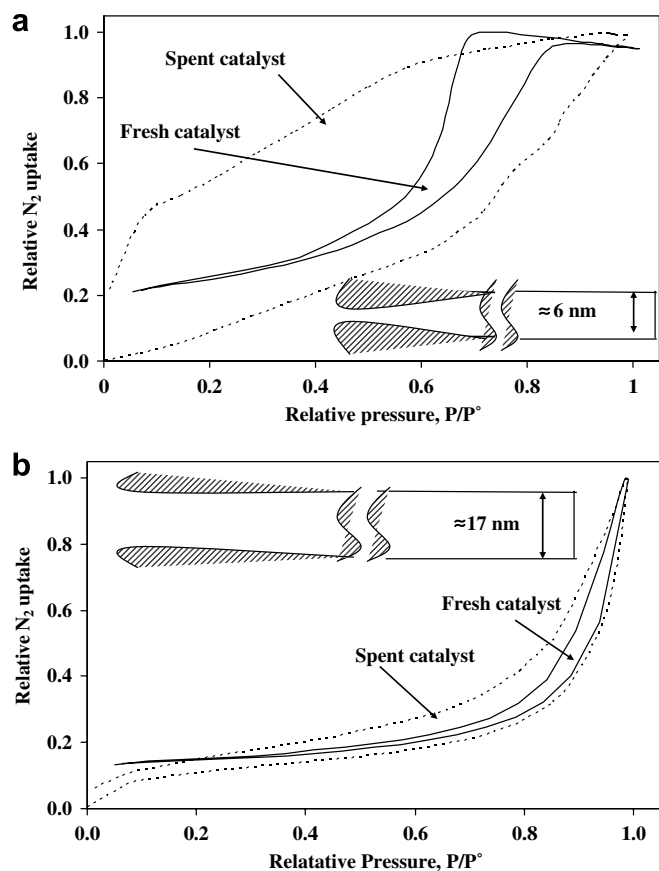 a
1.0
Spent catalyst
0.8
Fresh catalyst
0.6
Relative N₂ uptake
0.4
0.2
≈6 nm
0.0
0 0.2 0.4 0.6 0.8 1
Relative pressure, P/P°
b
1.0
≈17 nm
0.8
Fresh catalyst
0.6
Relative N₂ uptake
Spent catalyst
0.4
0.2
0.0
0.0 0.2 0.4 0.6 0.8 1.0
Relatative Pressure, P/P°